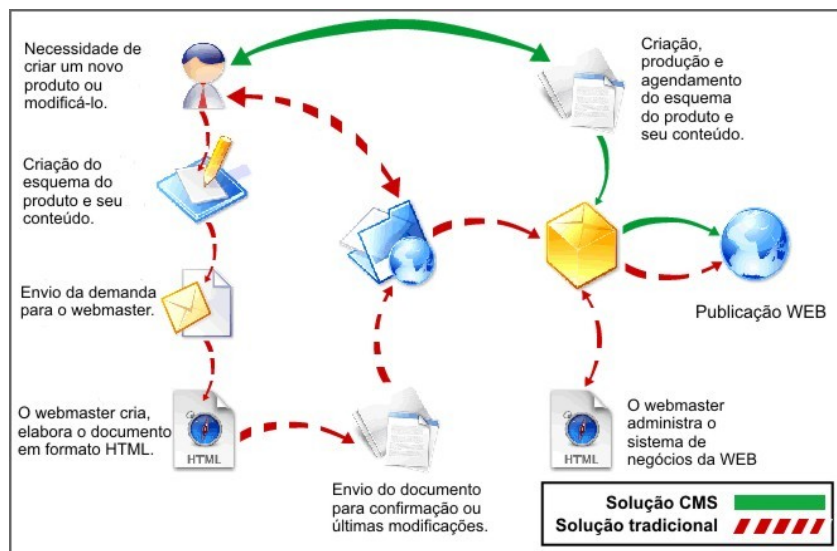 Necessidade de
criar um novo
produto ou
modificá-lo.
Criação,
produção e
agendamento
do esquema
do produto e
seu conteúdo.
Criação do
esquema do
produto e seu
conteúdo.
Envio da demanda
para o webmaster.
Publicação WEB
O webmaster cria,
elabora o documento
em formato HTML.
HTML
Envio do documento
para confirmação ou
últimas modificações.
HTML
O webmaster
administra o
sistema de
negócios da WEB
Solução CMS
Solução tradicional